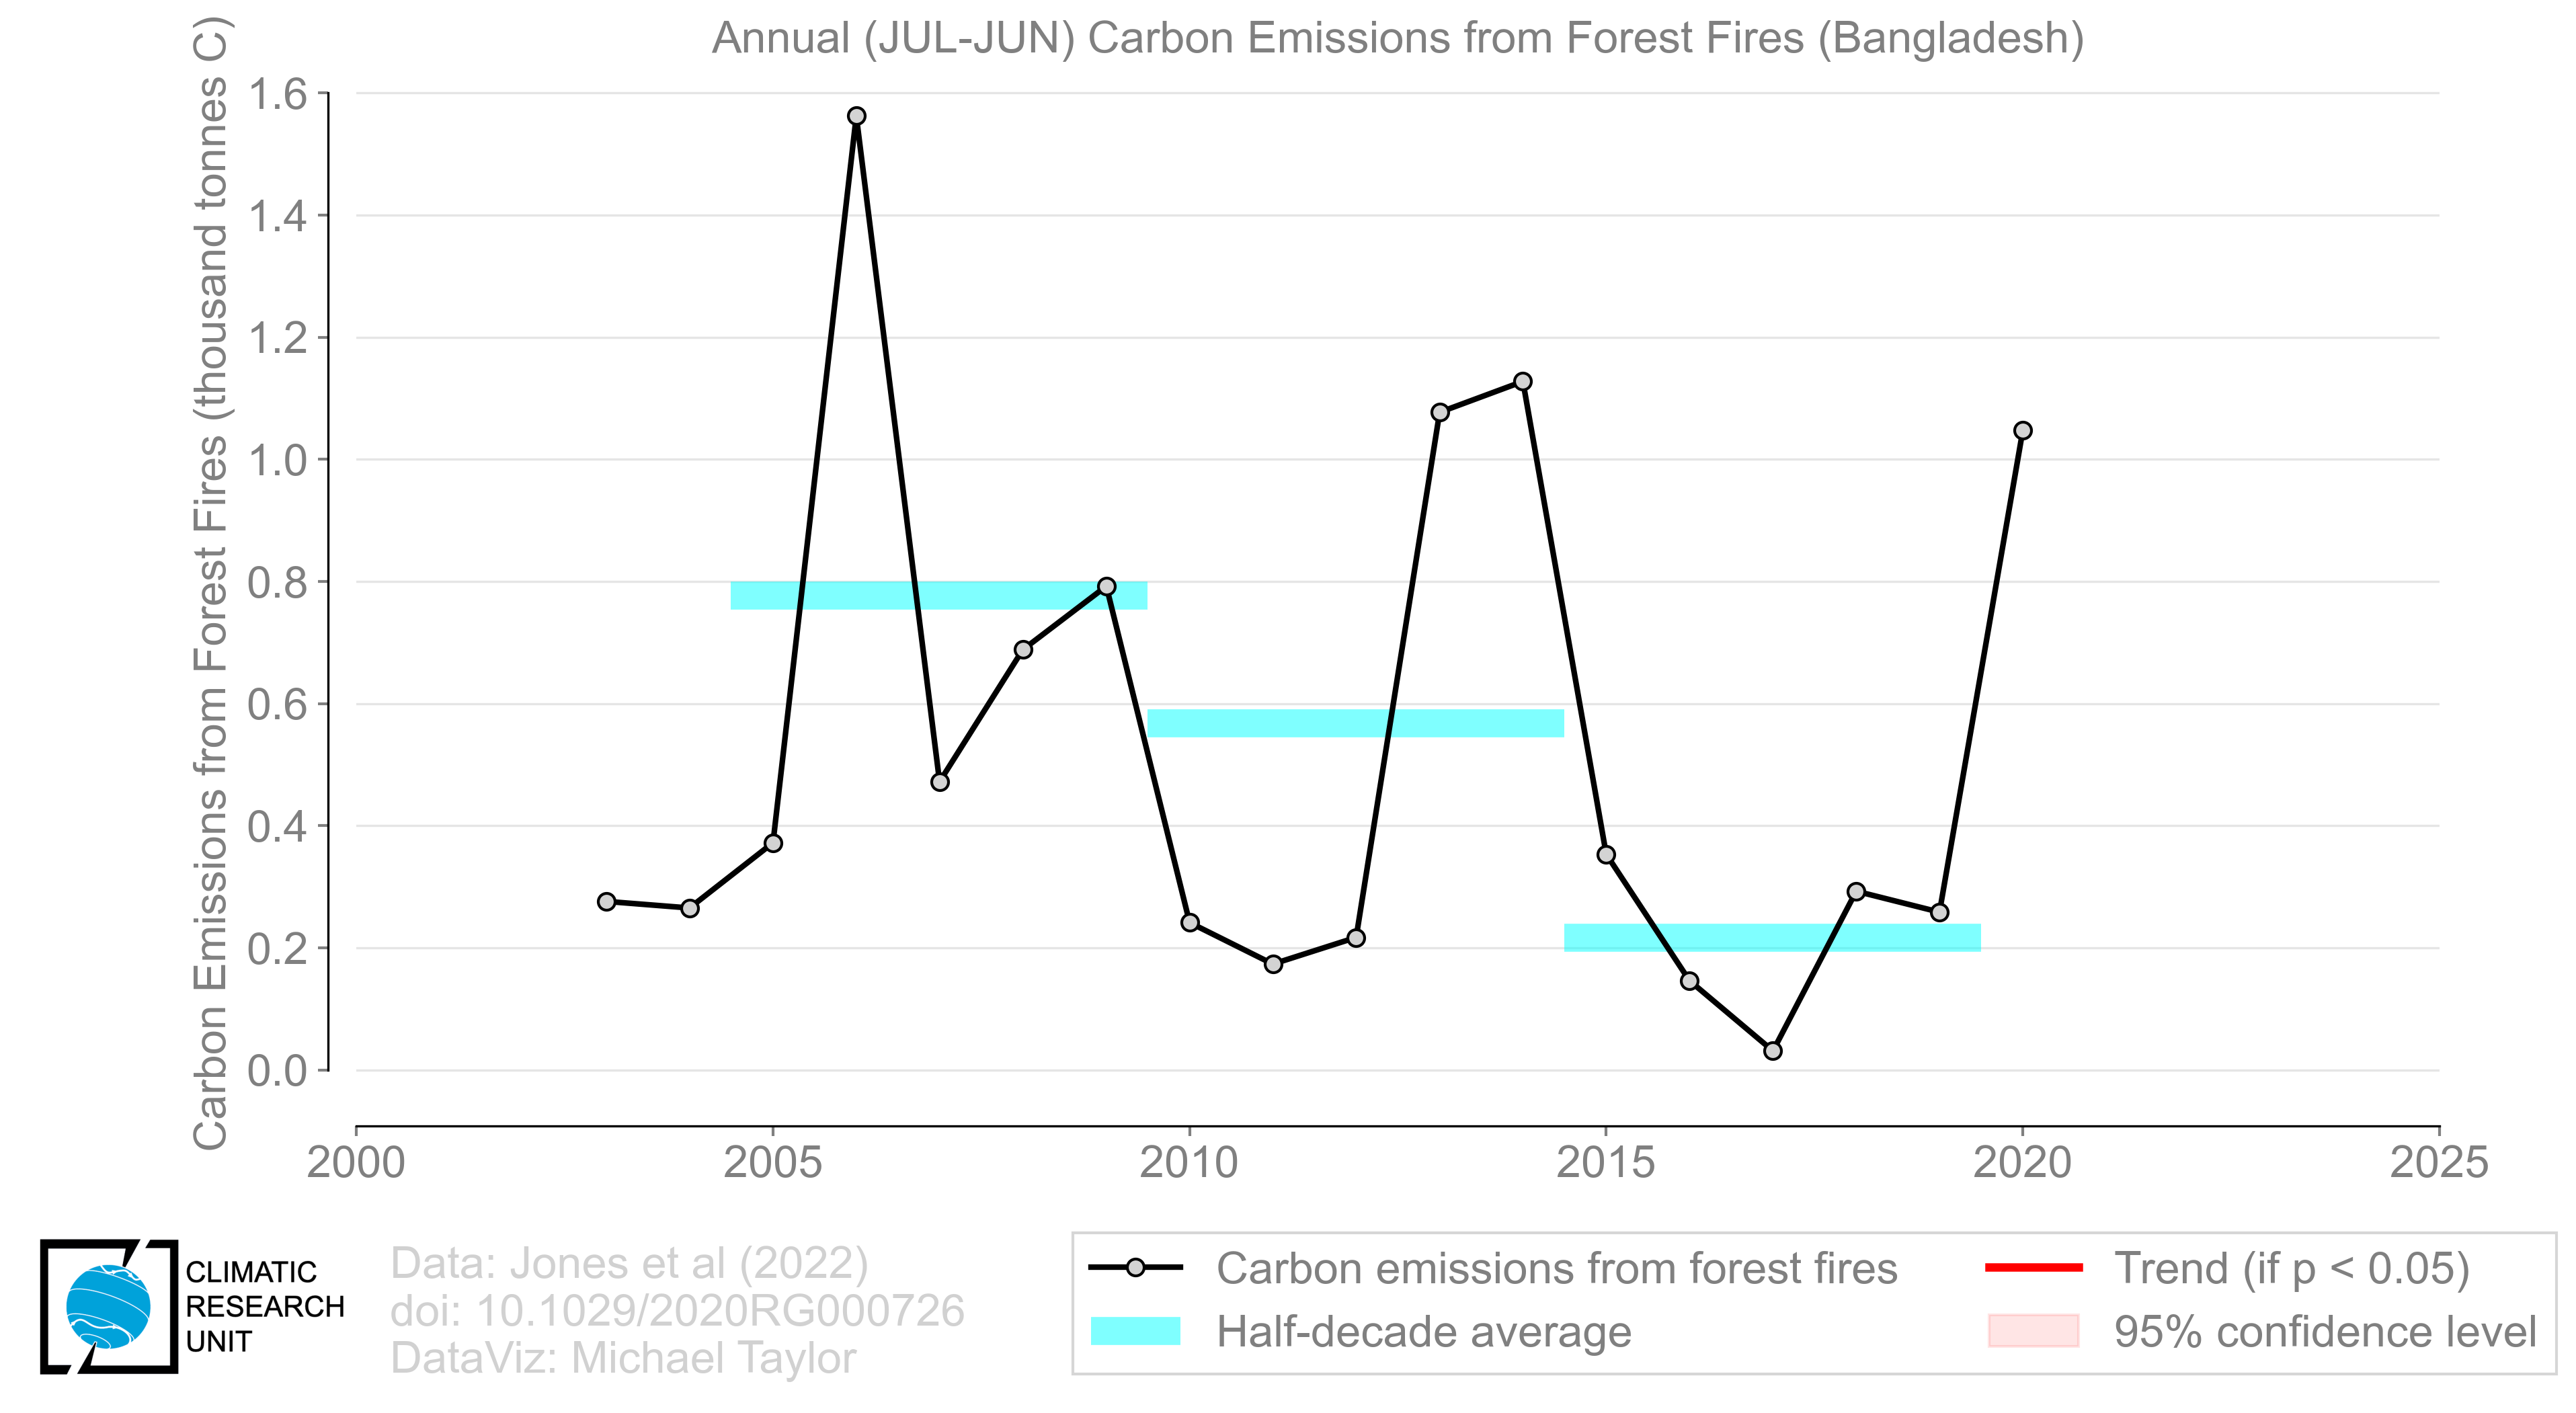 Annual (JUL-JUN) Carbon Emissions from Forest Fires (Bangladesh)
Carbon Emissions from Forest Fires (thousand tonnes C)
1.6
1.4
1.2
1.0
0.8
0.6
0.4
0.2
0.0
2000 2005 2010 2015 2020 2025
CLIMATIC
RESEARCH
UNIT
Data: Jones et al (2022)
doi: 10.1029/2020RG000726
DataViz: Michael Taylor
Carbon emissions from forest fires
Half-decade average
Trend (if p < 0.05)
95% confidence level